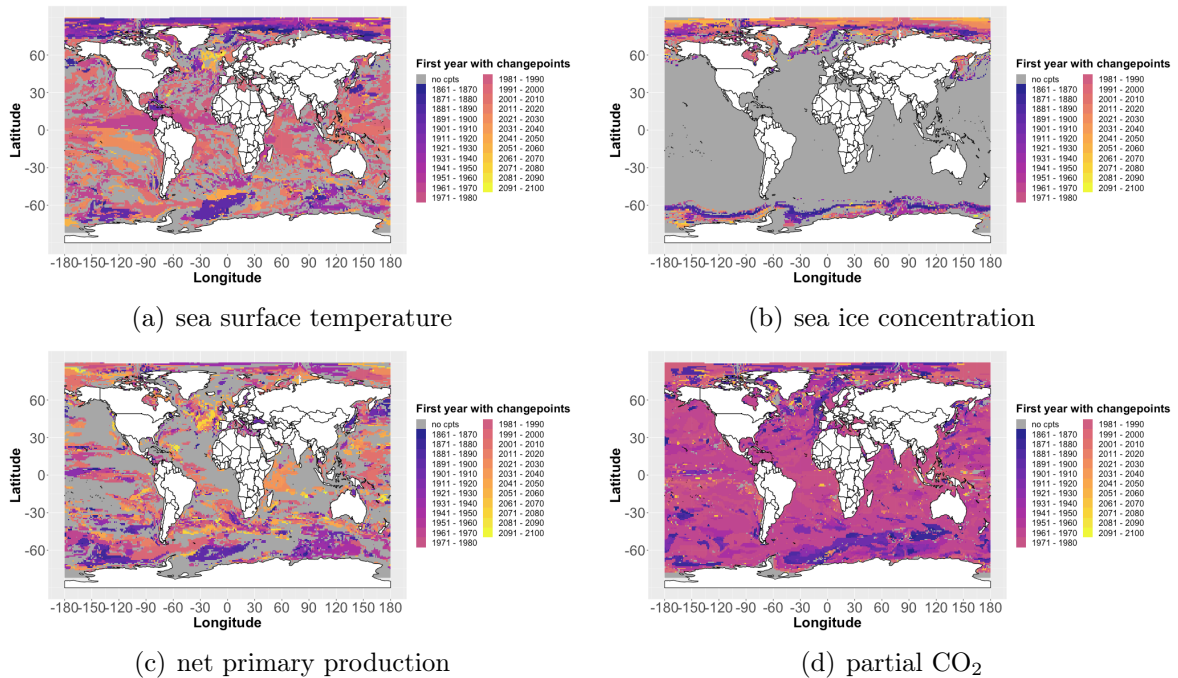 First year with changepoints
no cpts
1861 - 1870
1871 - 1880
1881 - 1890
1891 - 1900
1901 - 1910
1911 - 1920
1921 - 1930
1931 - 1940
1941 - 1950
1951 - 1960
1961 - 1970
1971 - 1980
1981 - 1990
1991 - 2000
2001 - 2010
2011 - 2020
2021 - 2030
2031 - 2040
2041 - 2050
2051 - 2060
2061 - 2070
2071 - 2080
2081 - 2090
2091 - 2100
Latitude
60
30
0
-30
-60
-180-150-120 -90 -60 -30 0 30 60 90 120 150 180
Longitude
(a) sea surface temperature
First year with changepoints
no cpts
1861 - 1870
1871 - 1880
1881 - 1890
1891 - 1900
1901 - 1910
1911 - 1920
1921 - 1930
1931 - 1940
1941 - 1950
1951 - 1960
1961 - 1970
1971 - 1980
1981 - 1990
1991 - 2000
2001 - 2010
2011 - 2020
2021 - 2030
2031 - 2040
2041 - 2050
2051 - 2060
2061 - 2070
2071 - 2080
2081 - 2090
2091 - 2100
Latitude
60
30
0
-30
-60
-180-150-120 -90 -60 -30 0 30 60 90 120 150 180
Longitude
(b) sea ice concentration
First year with changepoints
no cpts
1861 - 1870
1871 - 1880
1881 - 1890
1891 - 1900
1901 - 1910
1911 - 1920
1921 - 1930
1931 - 1940
1941 - 1950
1951 - 1960
1961 - 1970
1971 - 1980
1981 - 1990
1991 - 2000
2001 - 2010
2011 - 2020
2021 - 2030
2031 - 2040
2041 - 2050
2051 - 2060
2061 - 2070
2071 - 2080
2081 - 2090
2091 - 2100
Latitude
60
30
0
-30
-60
-180-150-120 -90 -60 -30 0 30 60 90 120 150 180
Longitude
(c) net primary production
First year with changepoints
no cpts
1861 - 1870
1871 - 1880
1881 - 1890
1891 - 1900
1901 - 1910
1911 - 1920
1921 - 1930
1931 - 1940
1941 - 1950
1951 - 1960
1961 - 1970
1971 - 1980
1981 - 1990
1991 - 2000
2001 - 2010
2011 - 2020
2021 - 2030
2031 - 2040
2041 - 2050
2051 - 2060
2061 - 2070
2071 - 2080
2081 - 2090
2091 - 2100
Latitude
60
30
0
-30
-60
-180-150-120 -90 -60 -30 0 30 60 90 120 150 180
Longitude
(d) partial CO₂